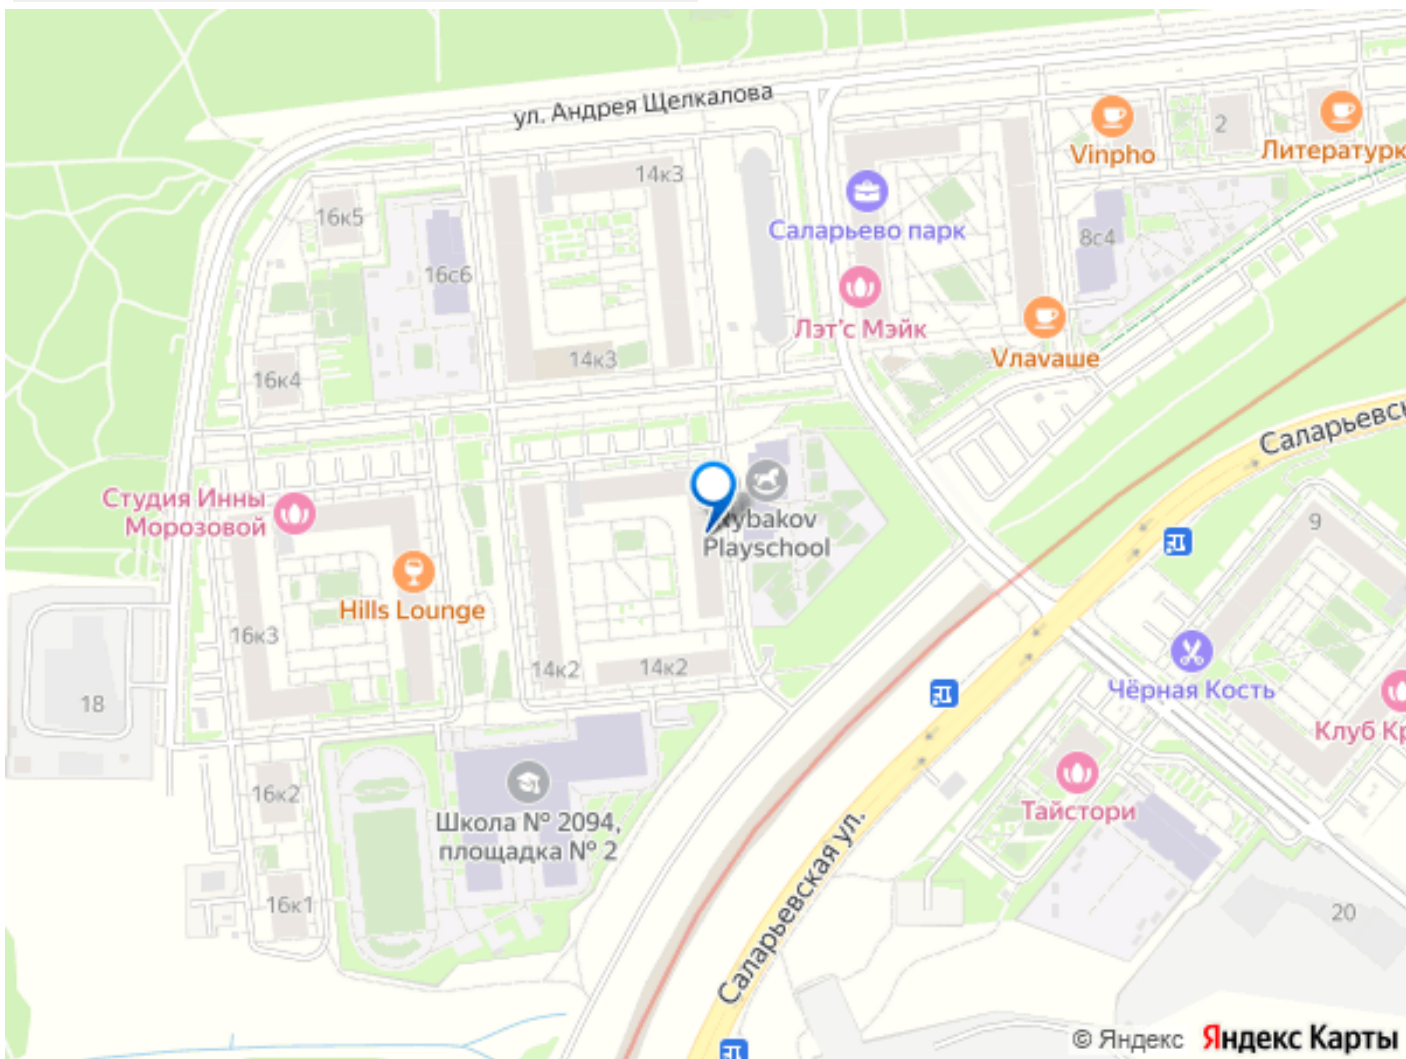 ул. Андрея Щелкалова
Vinpho
2
Литературк
14к3
16к5
Саларьево парк
8с4
16с6
Лэт'с Мэйк
Vлаvаше
14к3
16к4
Саларьевск
Студия Инны
Морозовой
Rybakov
Playschool
9
Hills Lounge
16к3
14к2
14к2
18
Чёрная Кость
Клуб Кр
16к2
Школа № 2094,
площадка № 2
Тайстори
Саларьевская ул.
16к1
20
© Яндекс Яндекс Карты